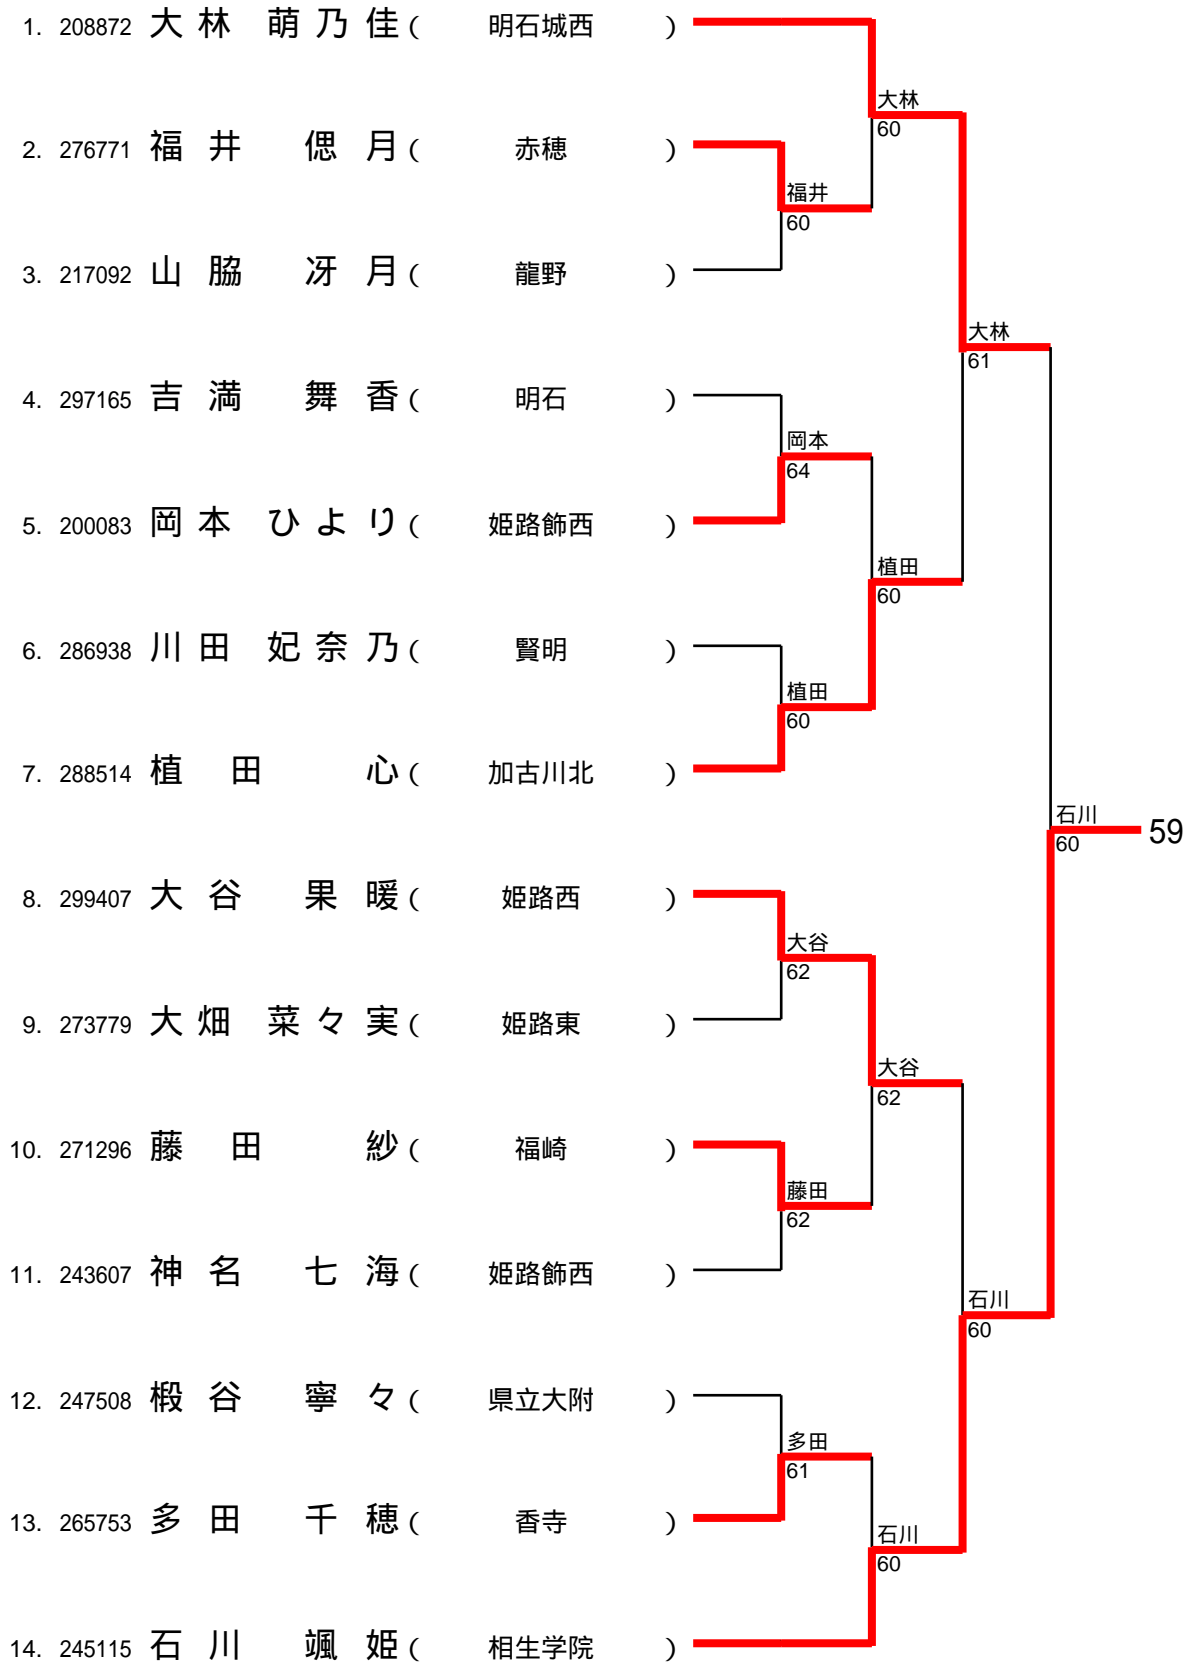 1. 208872 大林 萌乃佳 ( 明石城西 )
大林
60
2. 276771 福井 偲月 ( 赤穂 )
福井
60
3. 217092 山脇 冴月 ( 龍野 )
大林
61
4. 297165 吉満 舞香 ( 明石 )
岡本
64
5. 200083 岡本 ひより ( 姫路飾西 )
植田
60
6. 286938 川田 妃奈乃 ( 賢明 )
植田
60
7. 288514 植田 心 ( 加古川北 )
石川
60
59
8. 299407 大谷 果暖 ( 姫路西 )
大谷
62
9. 273779 大畑 菜々実 ( 姫路東 )
大谷
62
10. 271296 藤田 紗 ( 福崎 )
藤田
62
11. 243607 神名 七海 ( 姫路飾西 )
石川
60
12. 247508 椴谷 寧々 ( 県立大附 )
多田
61
13. 265753 多田 千穂 ( 香寺 )
石川
60
14. 245115 石川 颯姫 ( 相生学院 )